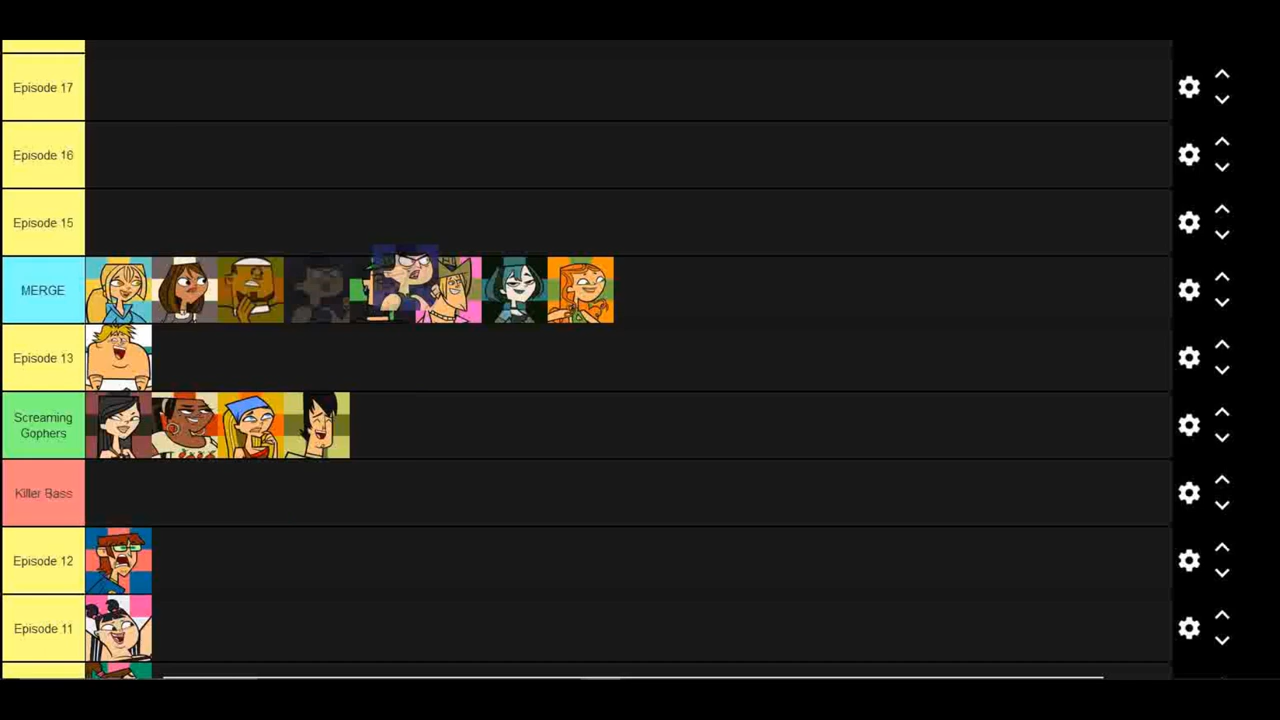 Episode 17
Episode 16
Episode 15
MERGE
Episode 13
Screaming
Gophers
Killer Bass
Episode 12
Episode 11